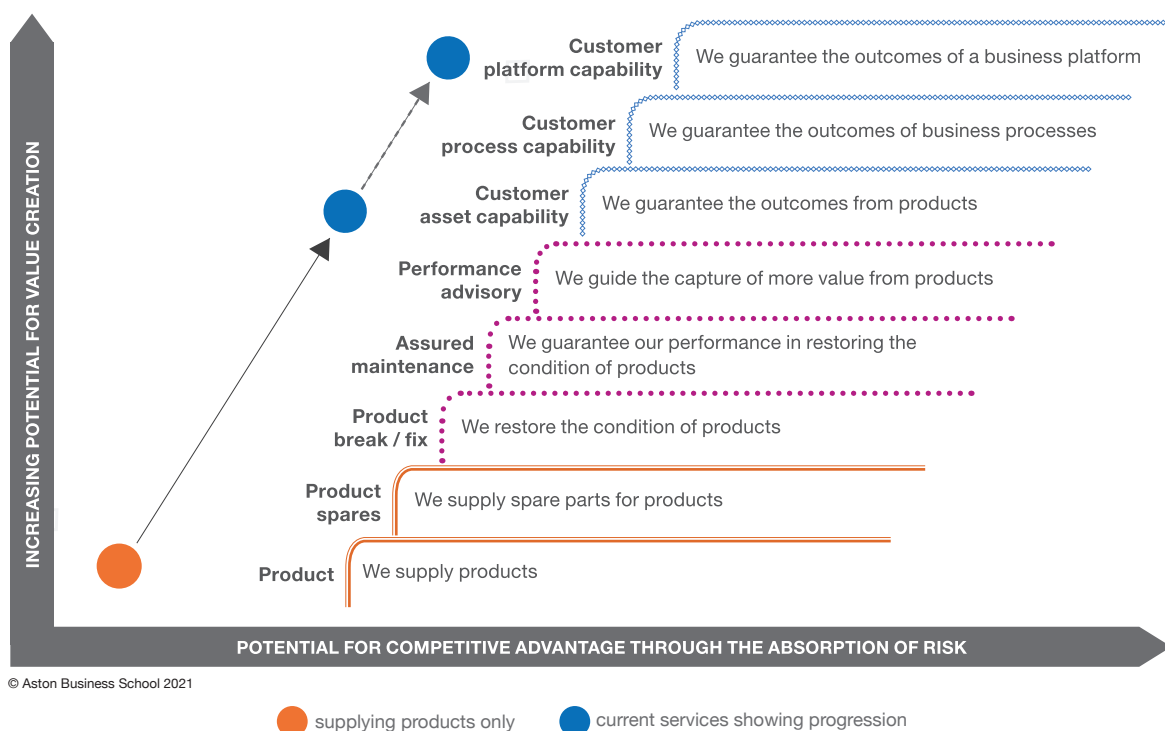 INCREASING POTENTIAL FOR VALUE CREATION
Customer
platform capability
We guarantee the outcomes of a business platform
Customer
process capability
We guarantee the outcomes of business processes
Customer
asset capability
We guarantee the outcomes from products
Performance
advisory
We guide the capture of more value from products
Assured
maintenance
We guarantee our performance in restoring the
condition of products
Product
break / fix
We restore the condition of products
Product
spares
We supply spare parts for products
Product
We supply products
POTENTIAL FOR COMPETITIVE ADVANTAGE THROUGH THE ABSORPTION OF RISK
© Aston Business School 2021
supplying products only
current services showing progression